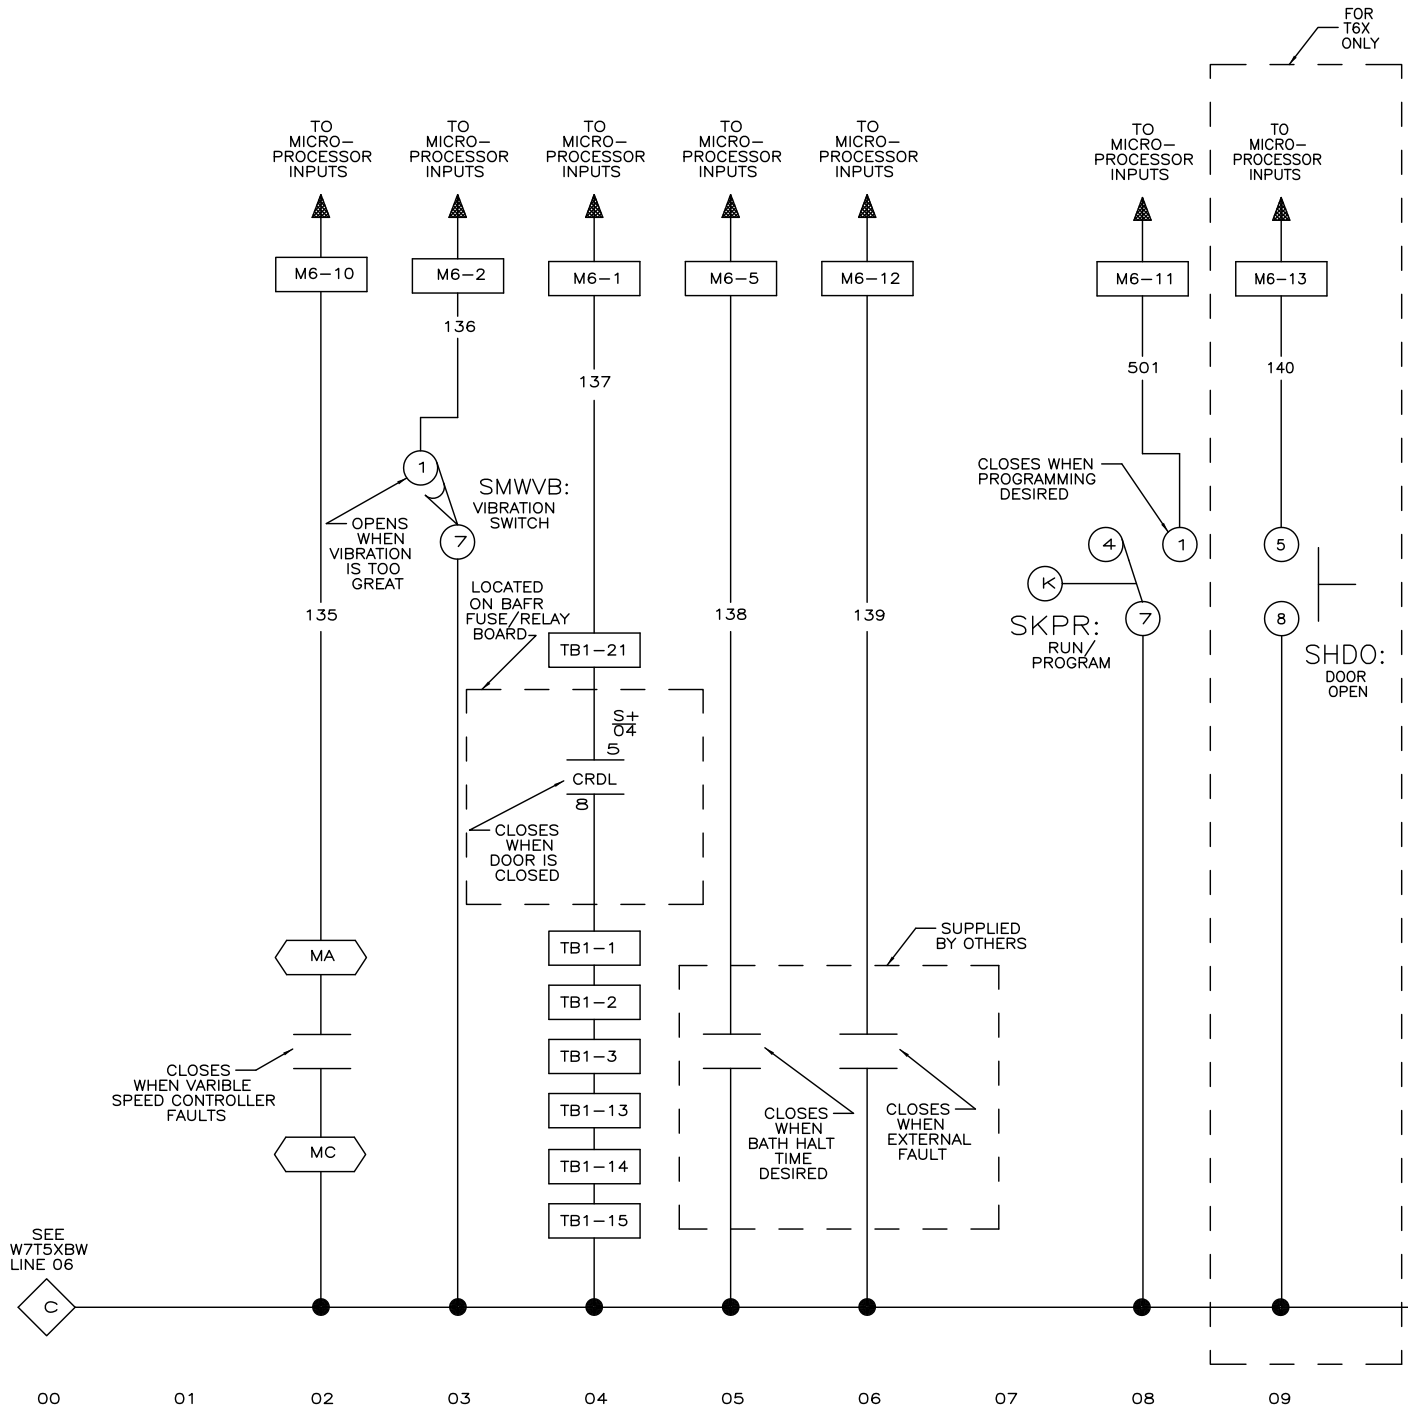 FOR
T6X
ONLY
TO
MICRO-
PROCESSOR
INPUTS
TO
MICRO-
PROCESSOR
INPUTS
TO
MICRO-
PROCESSOR
INPUTS
TO
MICRO-
PROCESSOR
INPUTS
TO
MICRO-
PROCESSOR
INPUTS
TO
MICRO-
PROCESSOR
INPUTS
TO
MICRO-
PROCESSOR
INPUTS
M6-10
M6-2
M6-1
M6-5
M6-12
M6-11
M6-13
136
137
501
140
1
SMWVB:
VIBRATION
SWITCH
7
OPENS
WHEN
VIBRATION
IS TOO
GREAT
CLOSES WHEN
PROGRAMMING
DESIRED
4
1
K
7
SKPR:
RUN/
PROGRAM
5
8
SHDO:
DOOR
OPEN
135
138
139
LOCATED
ON BAFR
FUSE/RELAY
BOARD
TB1-21
S+
04
5
CRDL
8
CLOSES
WHEN
DOOR IS
CLOSED
SUPPLIED
BY OTHERS
MA
CLOSES
WHEN VARIBLE
SPEED CONTROLLER
FAULTS
MC
TB1-1
TB1-2
TB1-3
TB1-13
TB1-14
TB1-15
CLOSES
WHEN
BATH HALT
TIME
DESIRED
CLOSES
WHEN
EXTERNAL
FAULT
SEE
W7T5XBW
LINE 06
C
00 01 02 03 04 05 06 07 08 09